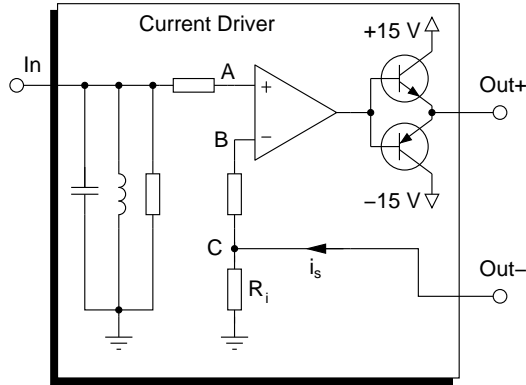 Current Driver
+15 V
In
A
+
Out+
B
−
−15 V
C
i_s
Out−
R_i